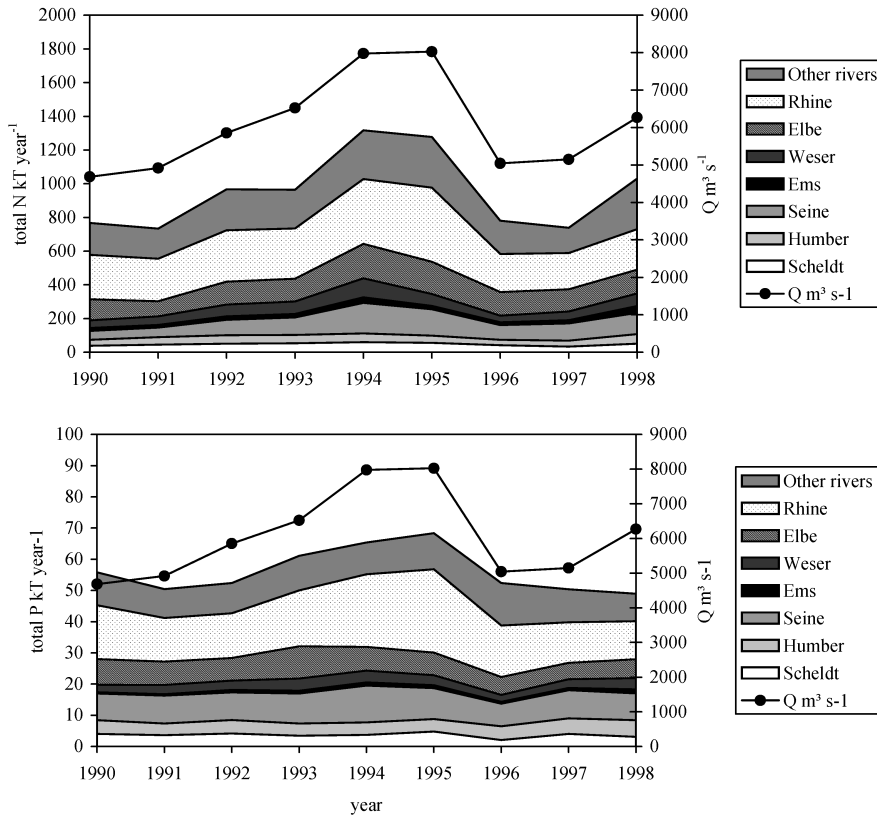 2000
1800
1600
1400
1200
1000
800
600
400
200
0
total N kT year-1
9000
8000
7000
6000
5000
4000
3000
2000
1000
0
Q m³ s-1
1990 1991 1992 1993 1994 1995 1996 1997 1998
Other rivers
Rhine
Elbe
Weser
Ems
Seine
Humber
Scheldt
Q m³ s-1
100
90
80
70
60
50
40
30
20
10
0
total P kT year-1
9000
8000
7000
6000
5000
4000
3000
2000
1000
0
Q m³ s-1
1990 1991 1992 1993 1994 1995 1996 1997 1998
year
Other rivers
Rhine
Elbe
Weser
Ems
Seine
Humber
Scheldt
Q m³ s-1